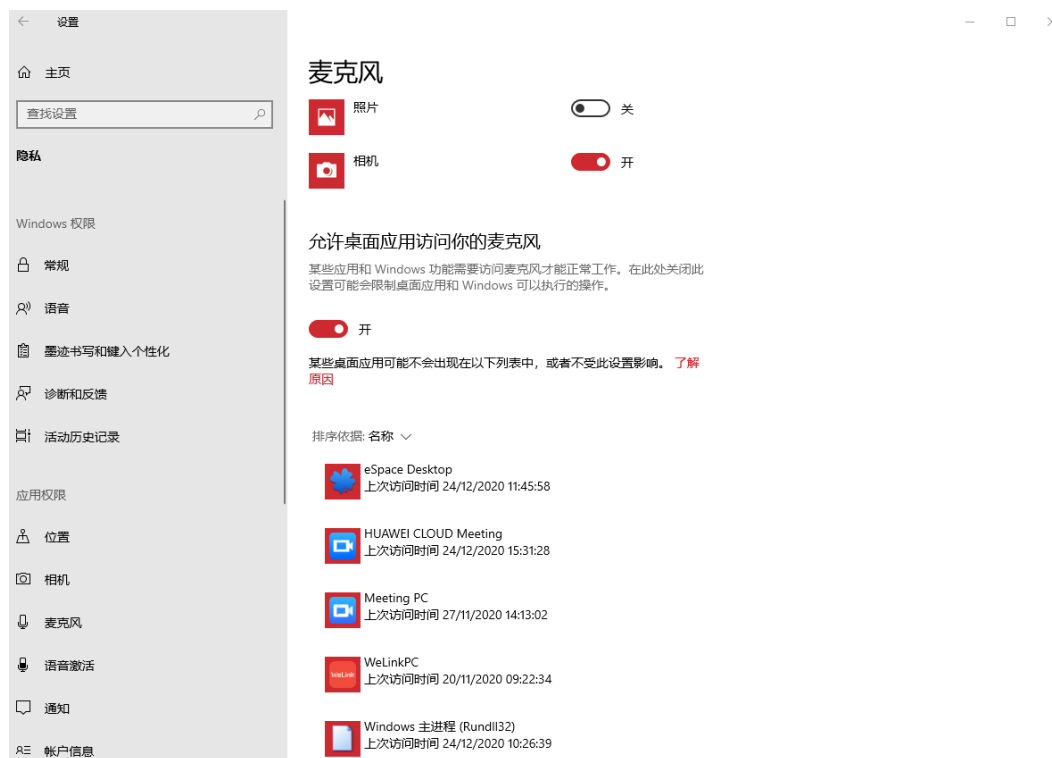 设置
主页
查找设置
隐私
Windows 权限
常规
语音
墨迹书写和键入个性化
诊断和反馈
活动历史记录
应用权限
位置
相机
麦克风
语音激活
通知
帐户信息
麦克风
照片
关
相机
开
允许桌面应用访问你的麦克风
某些应用和 Windows 功能需要访问麦克风才能正常工作。在此处关闭此
设置可能会限制桌面应用和 Windows 可以执行的操作。
开
某些桌面应用可能不会出现在以下列表中，或者不受此设置影响。 了解
原因
排序依据: 名称
eSpace Desktop
上次访问时间 24/12/2020 11:45:58
HUAWEI CLOUD Meeting
上次访问时间 24/12/2020 15:31:28
Meeting PC
上次访问时间 27/11/2020 14:13:02
WeLink
WeLinkPC
上次访问时间 20/11/2020 09:22:34
Windows 主进程 (Rundll32)
上次访问时间 24/12/2020 10:26:39